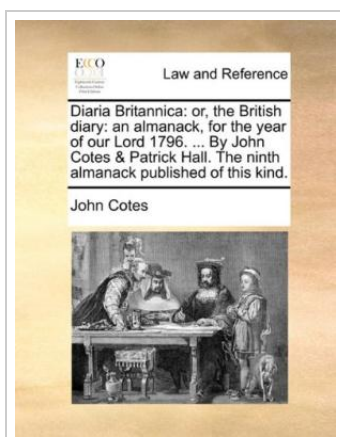 ECCO
Law and Reference
Diaria Britannica: or, the British
diary: an almanack, for the year
of our Lord 1796. ... By John
Cotes & Patrick Hall. The ninth
almanack published of this kind.
John Cotes